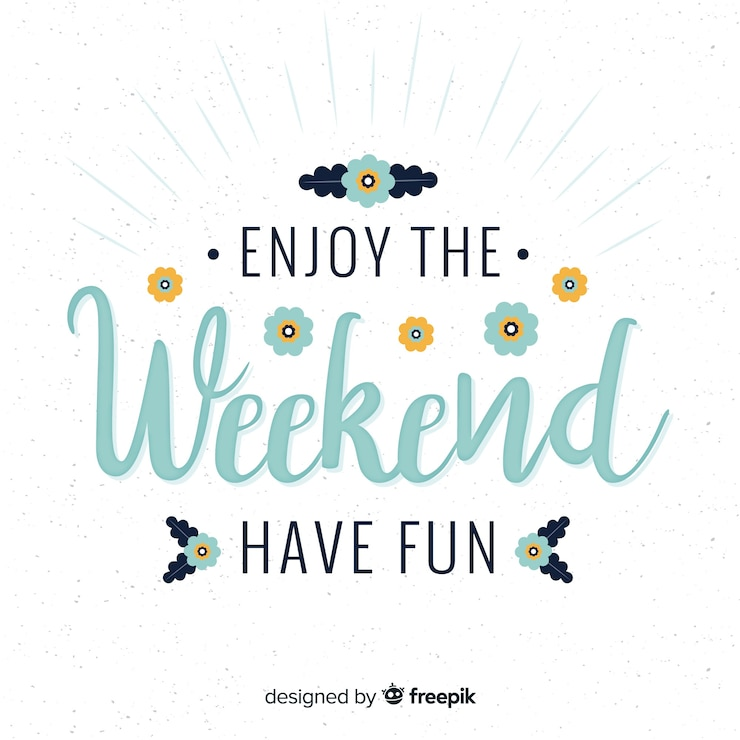 • ENJOY THE •
Weekend
HAVE FUN
designed by freepik